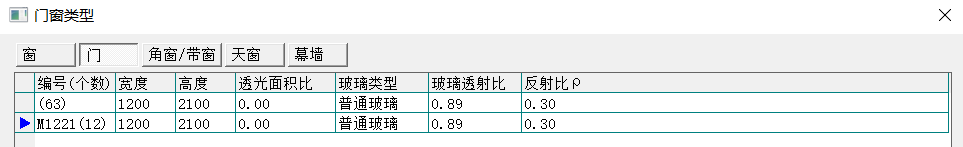 门窗类型
窗 门 角窗/带窗 天窗 幕墙
编号(个数) 宽度 高度 透光面积比 玻璃类型 玻璃透射比 反射比ρ
(63) 1200 2100 0.00 普通玻璃 0.89 0.30
M1221(12) 1200 2100 0.00 普通玻璃 0.89 0.30